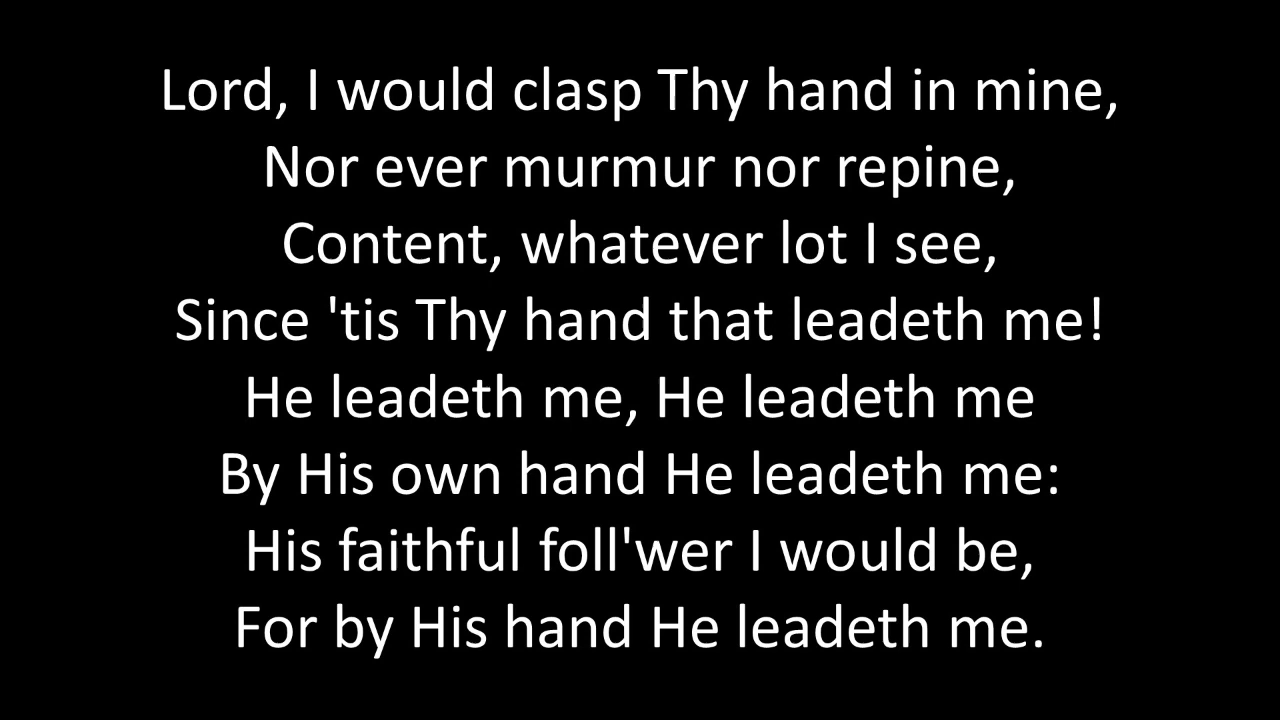 Lord, I would clasp Thy hand in mine,
Nor ever murmur nor repine,
Content, whatever lot I see,
Since 'tis Thy hand that leadeth me!
He leadeth me, He leadeth me
By His own hand He leadeth me:
His faithful foll'wer I would be,
For by His hand He leadeth me.